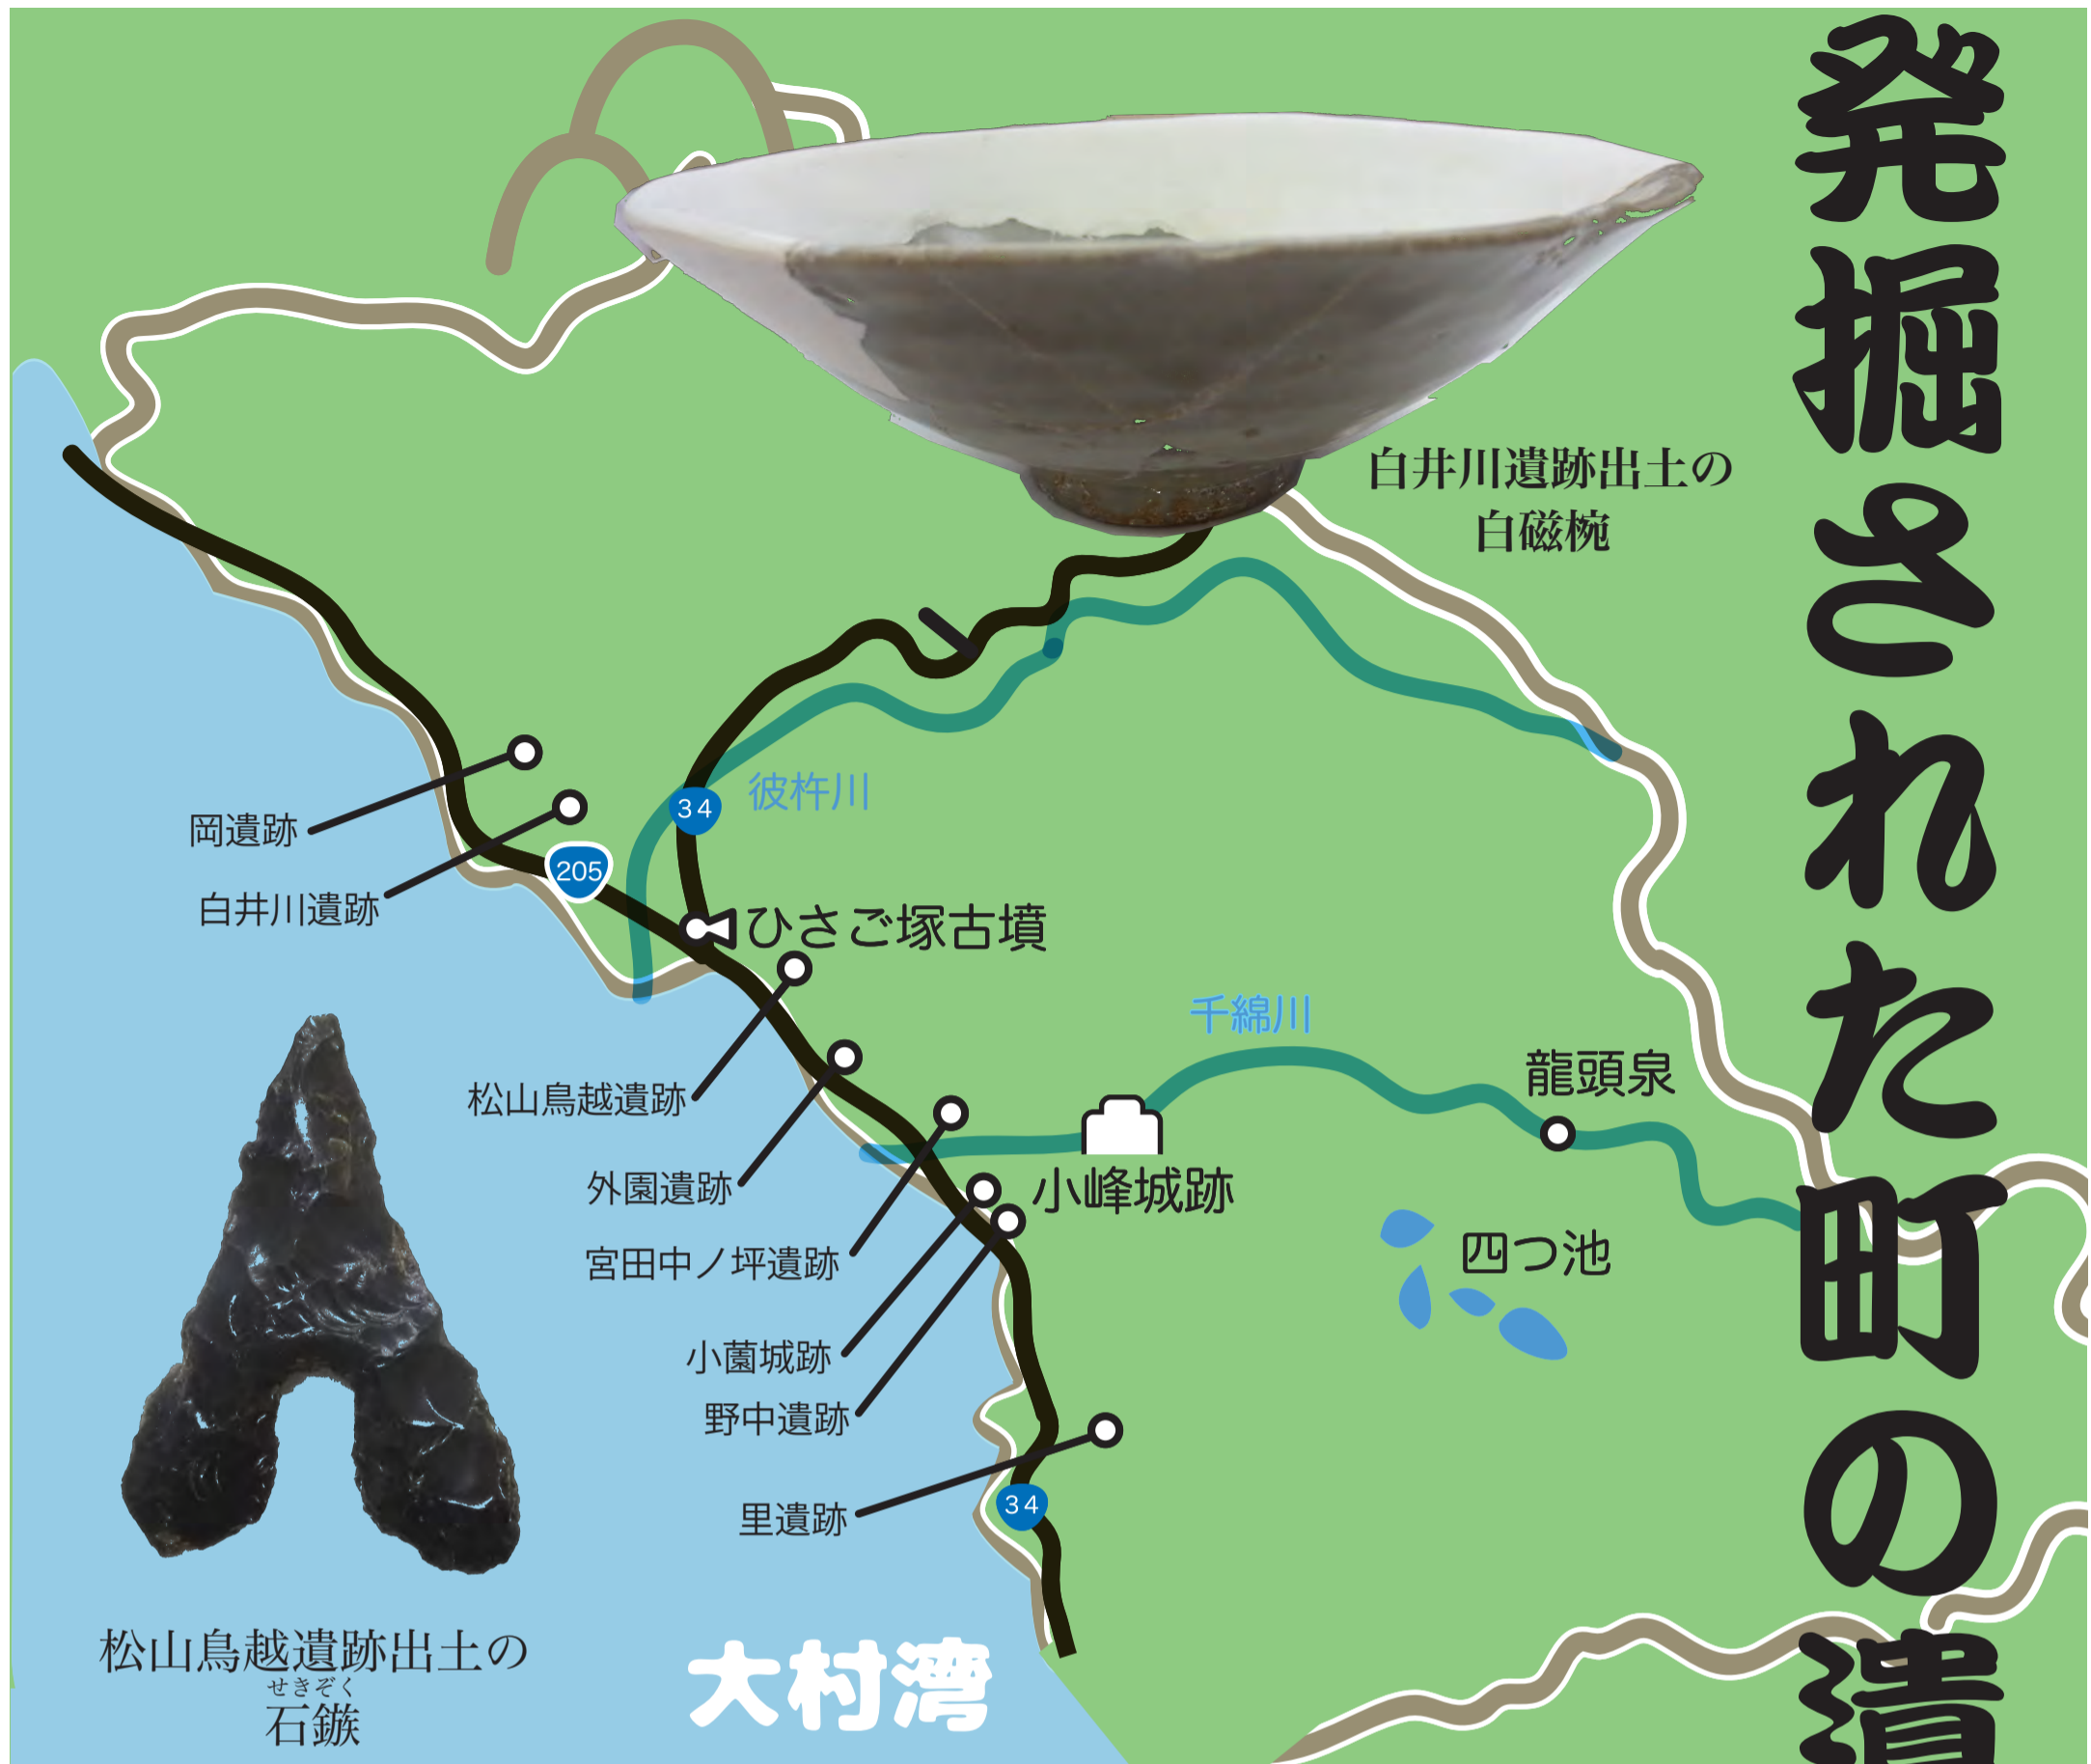 発掘された町の遺
白井川遺跡出土の
白磁椀
彼杵川
34
岡遺跡
205
白井川遺跡
ひさご塚古墳
千綿川
龍頭泉
松山鳥越遺跡
外園遺跡
小峰城跡
四つ池
宮田中ノ坪遺跡
小薗城跡
野中遺跡
34
里遺跡
松山鳥越遺跡出土の
せきぞく
石鏃
大村湾